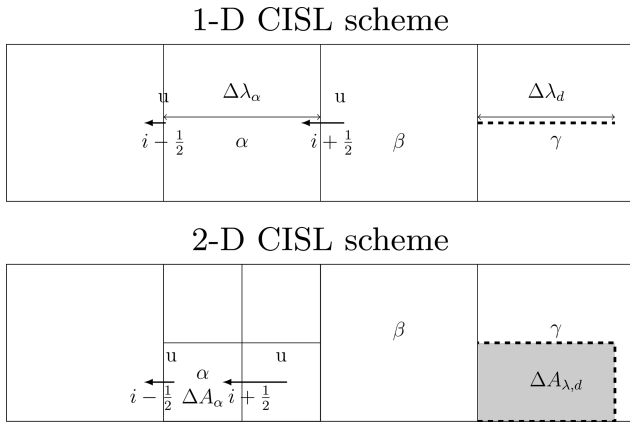 1-D CISL scheme
u Δλ_α u Δλ_d
i − 1/2 α i + 1/2 β γ
2-D CISL scheme
β γ
u u
α ΔA_{λ,d}
i − 1/2 ΔA_α i + 1/2